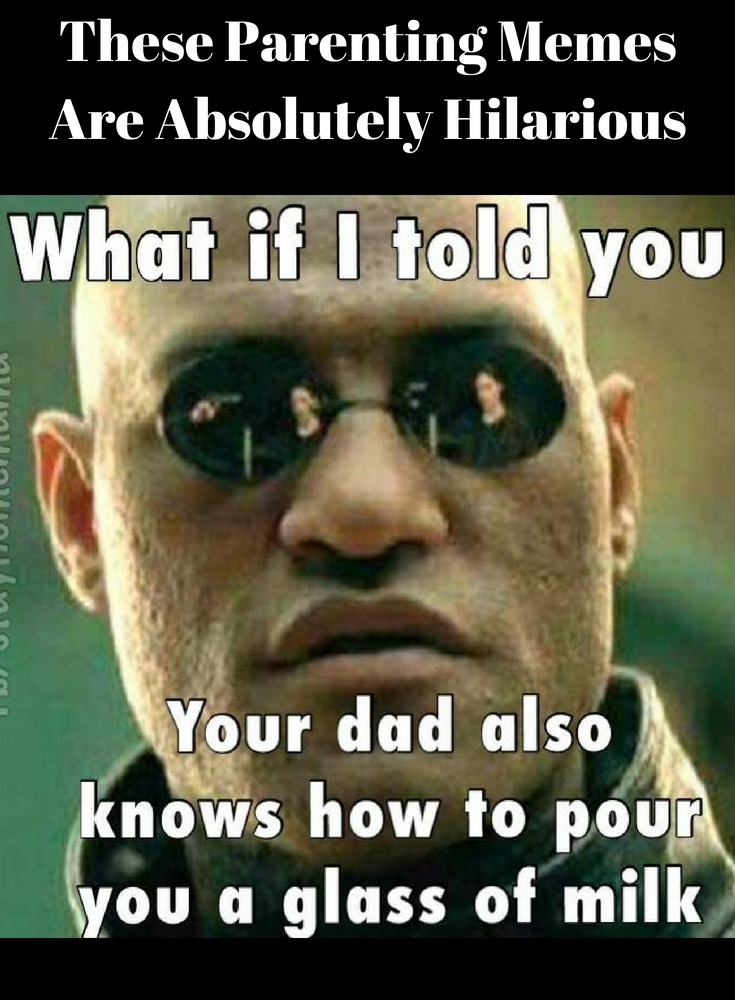 These Parenting Memes
Are Absolutely Hilarious
What if I told you
Your dad also
knows how to pour
you a glass of milk